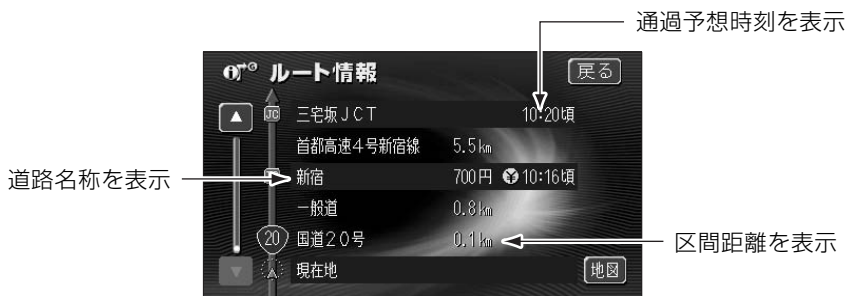 通過予想時刻を表示
ルート情報
戻る
JC
三宅坂JCT 10:20頃
首都高速4号新宿線 5.5km
道路名称を表示
新宿 700円 ¥ 10:16頃
一般道 0.8km
20 国道20号 0.1km
区間距離を表示
現在地
地図